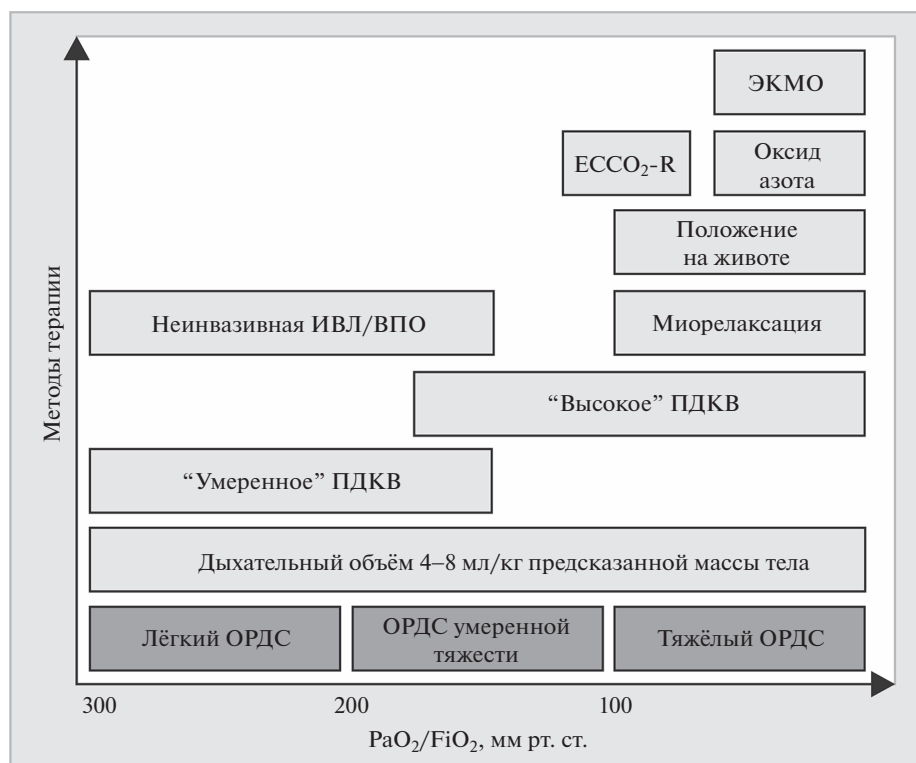 ЭКМО
ECCO₂-R
Оксид
азота
Положение
на животе
Неинвазивная ИВЛ/ВПО
Миорелаксация
“Высокое” ПДКВ
“Умеренное” ПДКВ
Дыхательный объём 4–8 мл/кг предсказанной массы тела
Лёгкий ОРДС
ОРДС умеренной
тяжести
Тяжёлый ОРДС
Методы терапии
300
200
100
PaO₂/FiO₂, мм рт. ст.